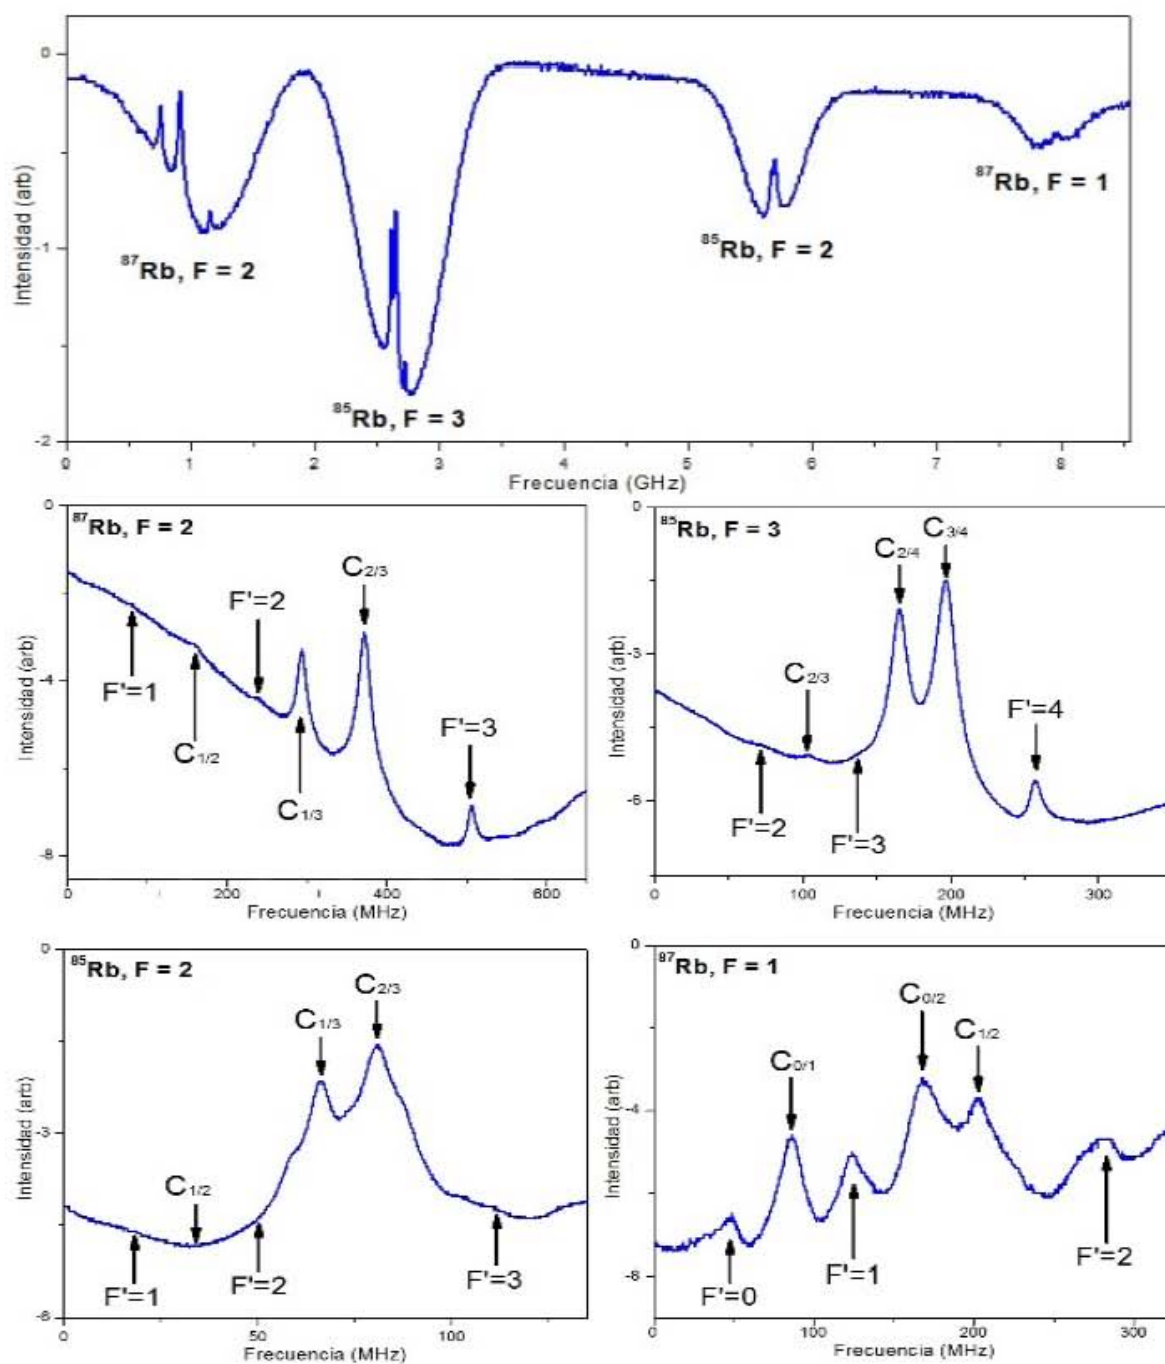 0
-1
-2
Intensidad (arb)
⁸⁷Rb, F = 2
⁸⁵Rb, F = 3
⁸⁵Rb, F = 2
⁸⁷Rb, F = 1
0 1 2 3 4 5 6 7 8
Frecuencia (GHz)
⁸⁷Rb, F = 2
0
-4
-8
Intensidad (arb)
F'=1
C1/2
F'=2
C1/3
C2/3
F'=3
0 200 400 600
Frecuencia (MHz)
⁸⁵Rb, F = 3
0
-3
-6
Intensidad (arb)
F'=2
C2/3
F'=3
C2/4
C3/4
F'=4
0 100 200 300
Frecuencia (MHz)
⁸⁵Rb, F = 2
0
-3
-6
Intensidad (arb)
F'=1
C1/2
F'=2
C1/3
C2/3
F'=3
0 50 100
Frecuencia (MHz)
⁸⁷Rb, F = 1
0
-4
-8
Intensidad (arb)
F'=0
C0/1
F'=1
C0/2
C1/2
F'=2
0 100 200 300
Frecuencia (MHz)